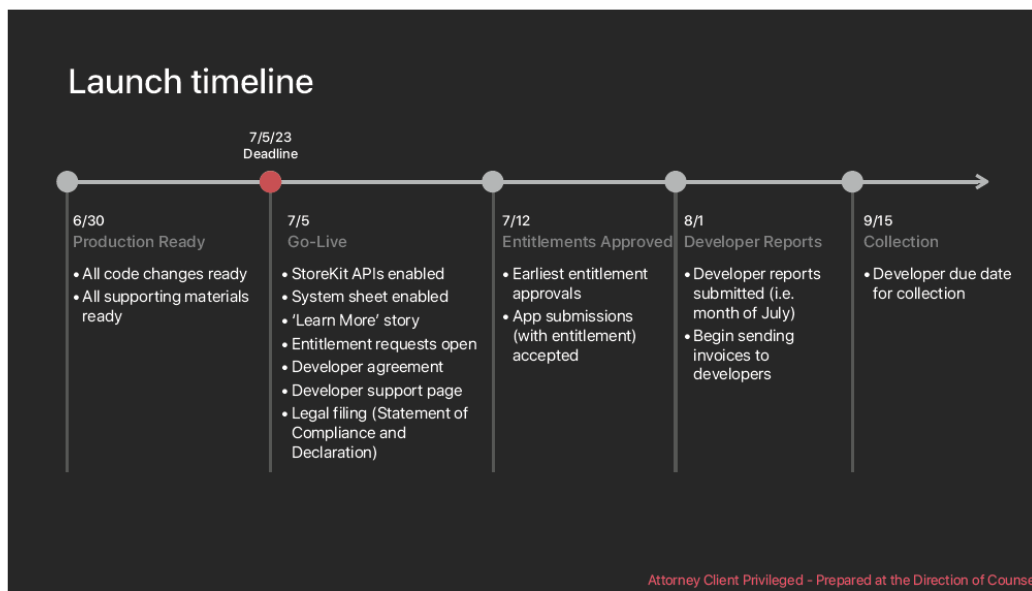 Launch timeline
7/5/23
Deadline
6/30
Production Ready
• All code changes ready
• All supporting materials
ready
7/5
Go-Live
• StoreKit APIs enabled
• System sheet enabled
• ‘Learn More’ story
• Entitlement requests open
• Developer agreement
• Developer support page
• Legal filing (Statement of
Compliance and
Declaration)
7/12
Entitlements Approved
• Earliest entitlement
approvals
• App submissions
(with entitlement)
accepted
8/1
Developer Reports
• Developer reports
submitted (i.e.
month of July)
• Begin sending
invoices to
developers
9/15
Collection
• Developer due date
for collection
Attorney Client Privileged - Prepared at the Direction of Counse